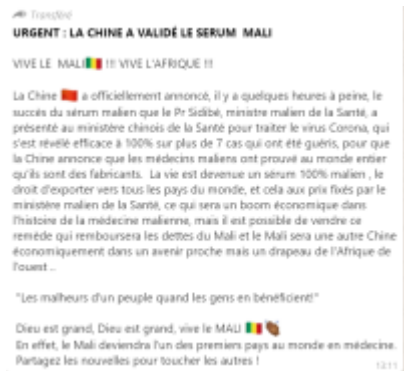 Transféré
URGENT : LA CHINE A VALIDÉ LE SERUM MALI
VIVE LE MALI🇲🇱 !!! VIVE L'AFRIQUE !!!
La Chine 🇨🇳 a officiellement annoncé, il y a quelques heures à peine, le
succès du sérum malien que le Pr Sidibé, ministre malien de la Santé, a
présenté au ministère chinois de la Santé pour traiter le virus Corona, qui
s'est révélé efficace à 100% sur plus de 7 cas qui ont été guéris, pour que
la Chine annonce que les médecins maliens ont prouvé au monde entier
qu'ils sont des fabricants. La vie est devenue un sérum 100% malien , le
droit d'exporter vers tous les pays du monde, et cela aux prix fixés par le
ministère malien de la Santé, ce qui sera un boom économique dans
l'histoire de la médecine malienne, mais il est possible de vendre ce
remède qui remboursera les dettes du Mali et le Mali sera une autre Chine
économiquement dans un avenir proche mais un drapeau de l'Afrique de
l'ouest ..
"Les malheurs d'un peuple quand les gens en bénéficient!"
Dieu est grand, Dieu est grand, vive le MALI 🇲🇱
En effet, le Mali deviendra l'un des premiers pays au monde en médecine.
Partagez les nouvelles pour toucher les autres !